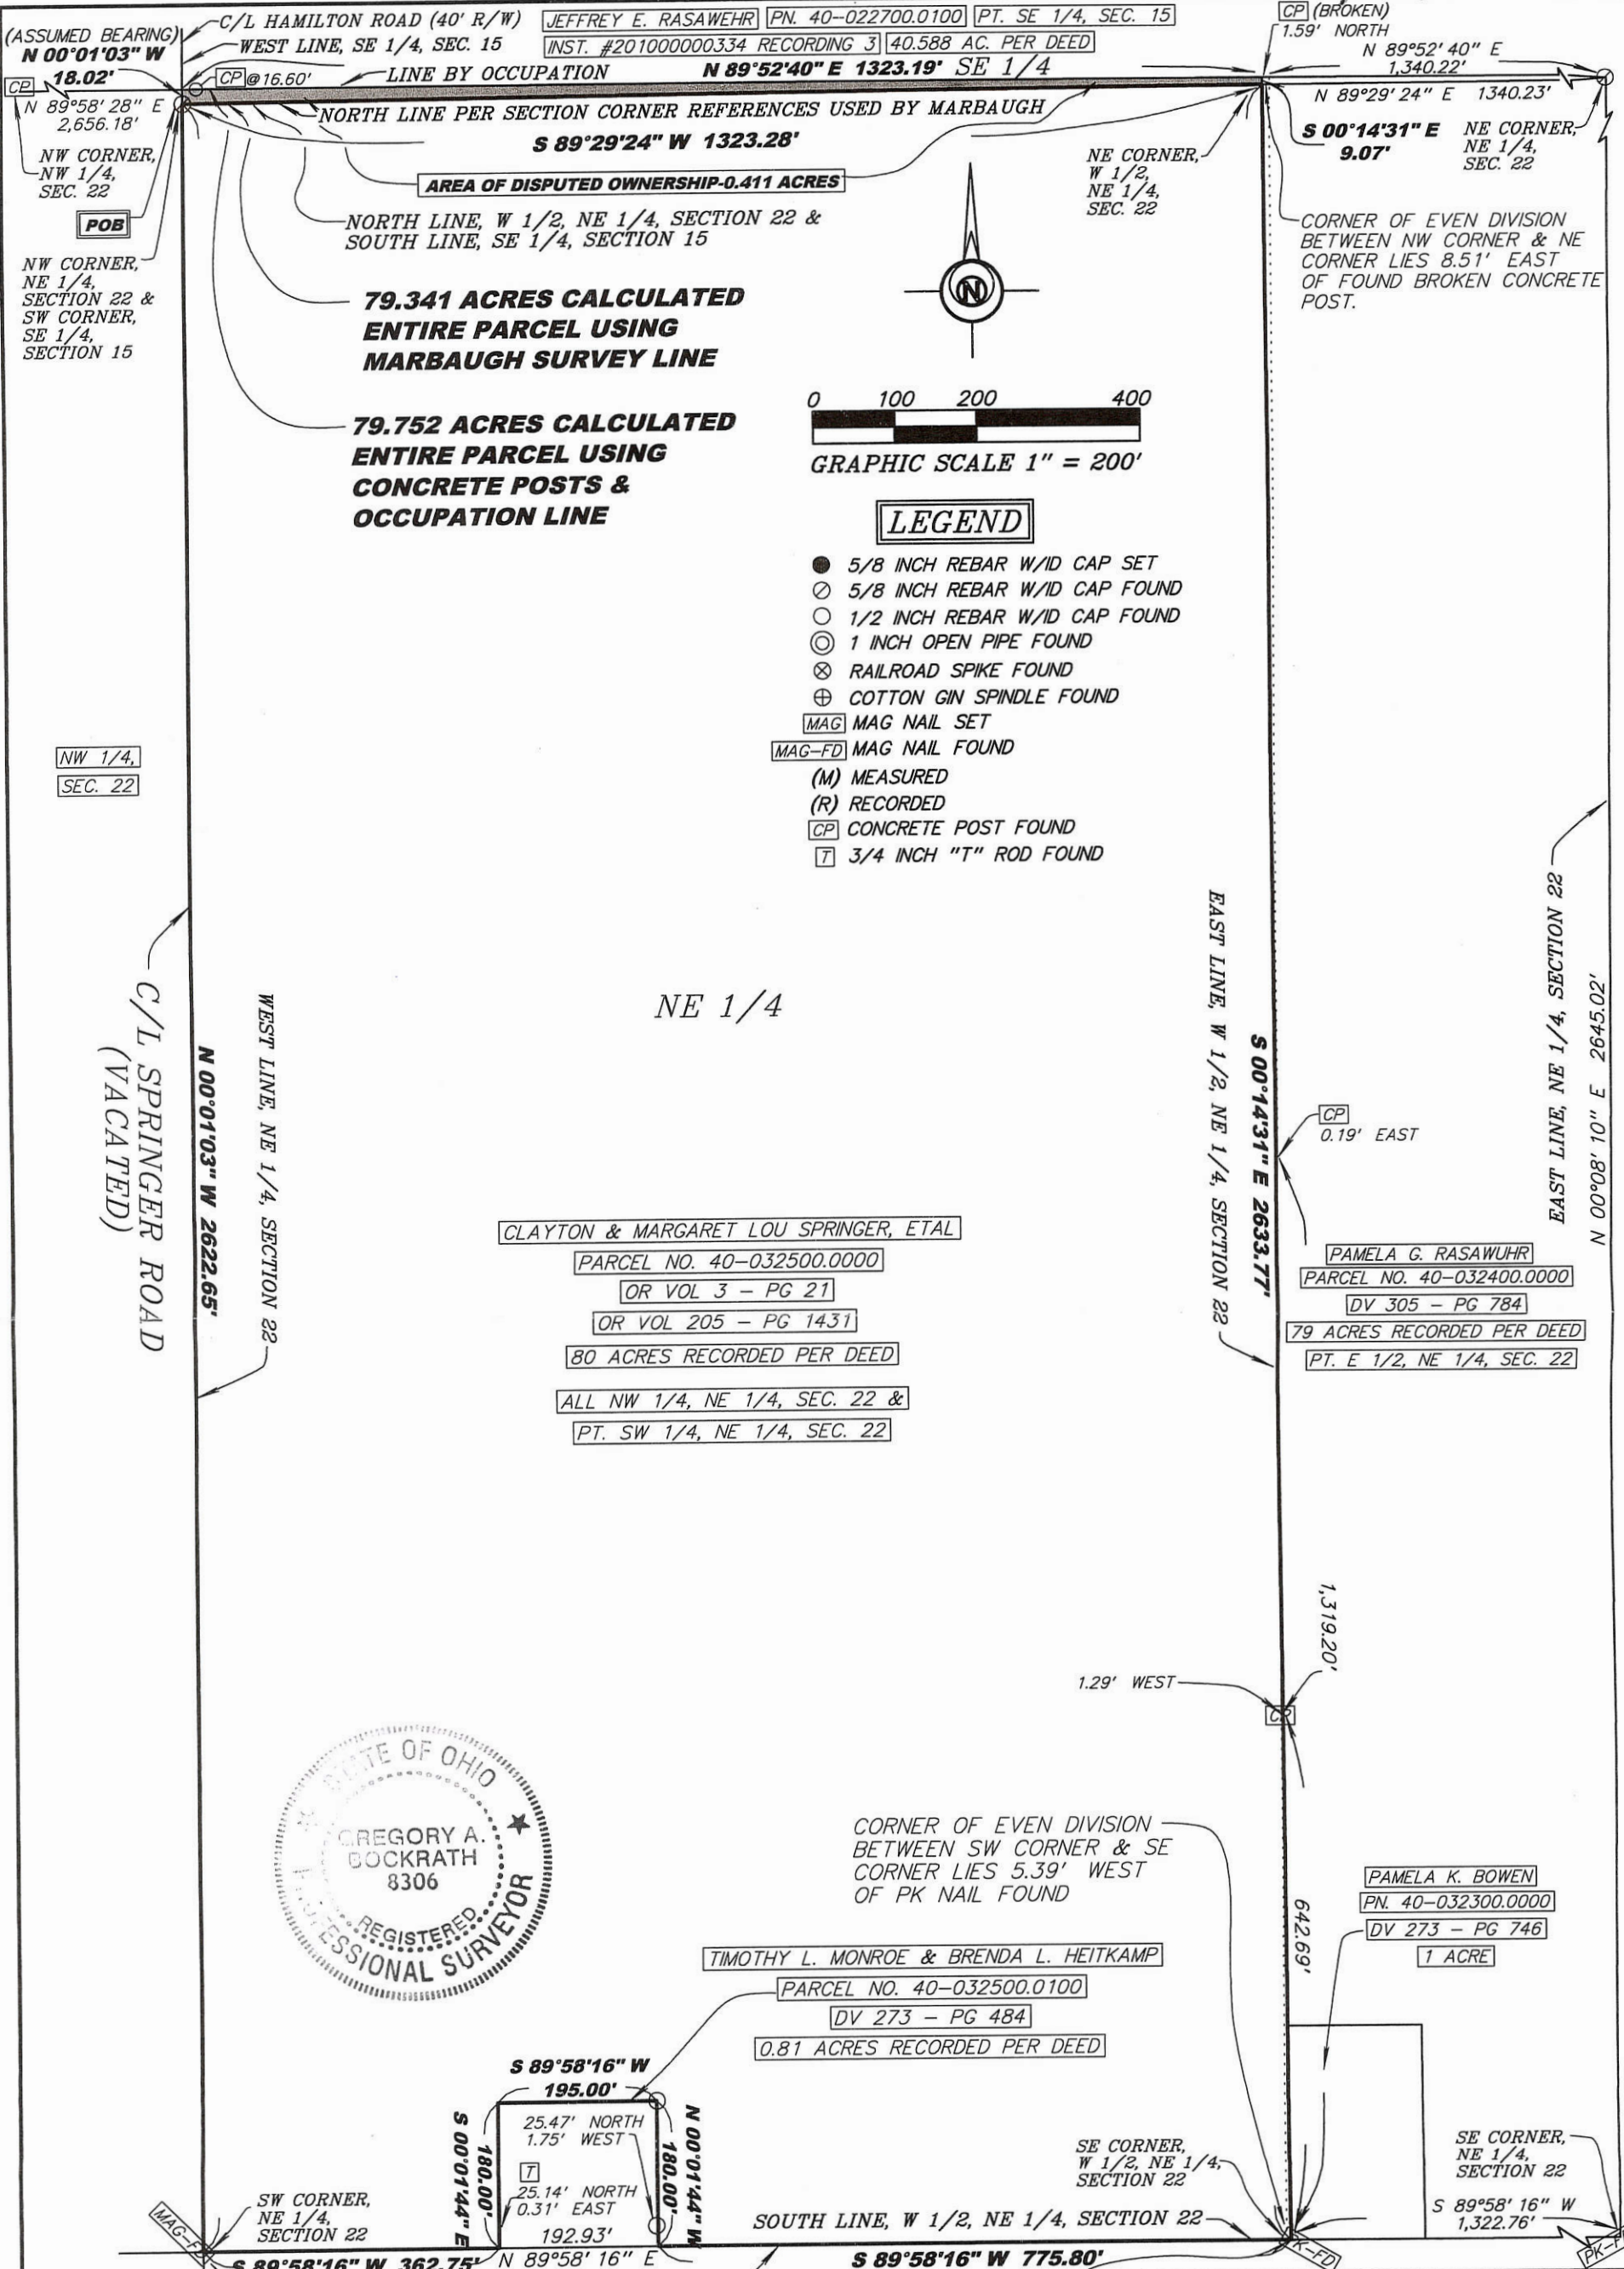 (ASSUMED BEARING)
N 00°01'03" W
18.02'
C/L HAMILTON ROAD (40' R/W)
WEST LINE, SE 1/4, SEC. 15
JEFFREY E. RASAWEHR
PN. 40-022700.0100
PT. SE 1/4, SEC. 15
INST. #201000000334 RECORDING 3
40.588 AC. PER DEED
CP (BROKEN)
1.59' NORTH
N 89°52'40" E
1,340.22'
CP
CP @16.60'
LINE BY OCCUPATION
N 89°52'40" E 1323.19'
SE 1/4
N 89°58'28" E
2,656.18'
NORTH LINE PER SECTION CORNER REFERENCES USED BY MARBAUGH
S 89°29'24" W 1323.28'
N 89°29'24" E 1340.23'
S 00°14'31" E
9.07'
NE CORNER,
NE 1/4,
SEC. 22
NW CORNER,
NW 1/4,
SEC. 22
AREA OF DISPUTED OWNERSHIP-0.411 ACRES
NE CORNER,
W 1/2,
NE 1/4,
SEC. 22
POB
NORTH LINE, W 1/2, NE 1/4, SECTION 22 &
SOUTH LINE, SE 1/4, SECTION 15
CORNER OF EVEN DIVISION
BETWEEN NW CORNER & NE
CORNER LIES 8.51' EAST
OF FOUND BROKEN CONCRETE
POST.
NW CORNER,
NE 1/4,
SECTION 22 &
SW CORNER,
SE 1/4,
SECTION 15
N
79.341 ACRES CALCULATED
ENTIRE PARCEL USING
MARBAUGH SURVEY LINE
79.752 ACRES CALCULATED
ENTIRE PARCEL USING
CONCRETE POSTS &
OCCUPATION LINE
0 100 200 400
GRAPHIC SCALE 1" = 200'
LEGEND
5/8 INCH REBAR W/ID CAP SET
5/8 INCH REBAR W/ID CAP FOUND
1/2 INCH REBAR W/ID CAP FOUND
1 INCH OPEN PIPE FOUND
RAILROAD SPIKE FOUND
COTTON GIN SPINDLE FOUND
MAG MAG NAIL SET
MAG-FD MAG NAIL FOUND
(M) MEASURED
(R) RECORDED
CP CONCRETE POST FOUND
T 3/4 INCH "T" ROD FOUND
NW 1/4,
SEC. 22
NE 1/4
C/L SPRINGER ROAD
(VACATED)
N 00°01'03" W 2622.65'
WEST LINE, NE 1/4, SECTION 22
EAST LINE, W 1/2, NE 1/4, SECTION 22
S 00°14'31" E 2633.77'
EAST LINE, NE 1/4, SECTION 22
N 00°08'10" E 2645.02'
CP
0.19' EAST
CLAYTON & MARGARET LOU SPRINGER, ETAL
PARCEL NO. 40-032500.0000
OR VOL 3 - PG 21
OR VOL 205 - PG 1431
80 ACRES RECORDED PER DEED
ALL NW 1/4, NE 1/4, SEC. 22 &
PT. SW 1/4, NE 1/4, SEC. 22
PAMELA G. RASAWUHR
PARCEL NO. 40-032400.0000
DV 305 - PG 784
79 ACRES RECORDED PER DEED
PT. E 1/2, NE 1/4, SEC. 22
1,319.20'
1.29' WEST
CP
STATE OF OHIO
GREGORY A.
BOCKRATH
8306
REGISTERED
PROFESSIONAL SURVEYOR
CORNER OF EVEN DIVISION
BETWEEN SW CORNER & SE
CORNER LIES 5.39' WEST
OF PK NAIL FOUND
642.69'
PAMELA K. BOWEN
PN. 40-032300.0000
DV 273 - PG 746
1 ACRE
TIMOTHY L. MONROE & BRENDA L. HEITKAMP
PARCEL NO. 40-032500.0100
DV 273 - PG 484
0.81 ACRES RECORDED PER DEED
S 89°58'16" W
195.00'
S 00°01'44" E
180.00'
25.47' NORTH
1.75' WEST
T
25.14' NORTH
0.31' EAST
192.93'
N 89°58'16" E
N 00°01'44" W
180.00'
SW CORNER,
NE 1/4,
SECTION 22
SE CORNER,
W 1/2, NE 1/4,
SECTION 22
SE CORNER,
NE 1/4,
SECTION 22
S 89°58'16" W
1,322.76'
SOUTH LINE, W 1/2, NE 1/4, SECTION 22
S 89°58'16" W 362.75'
S 89°58'16" W 775.80'